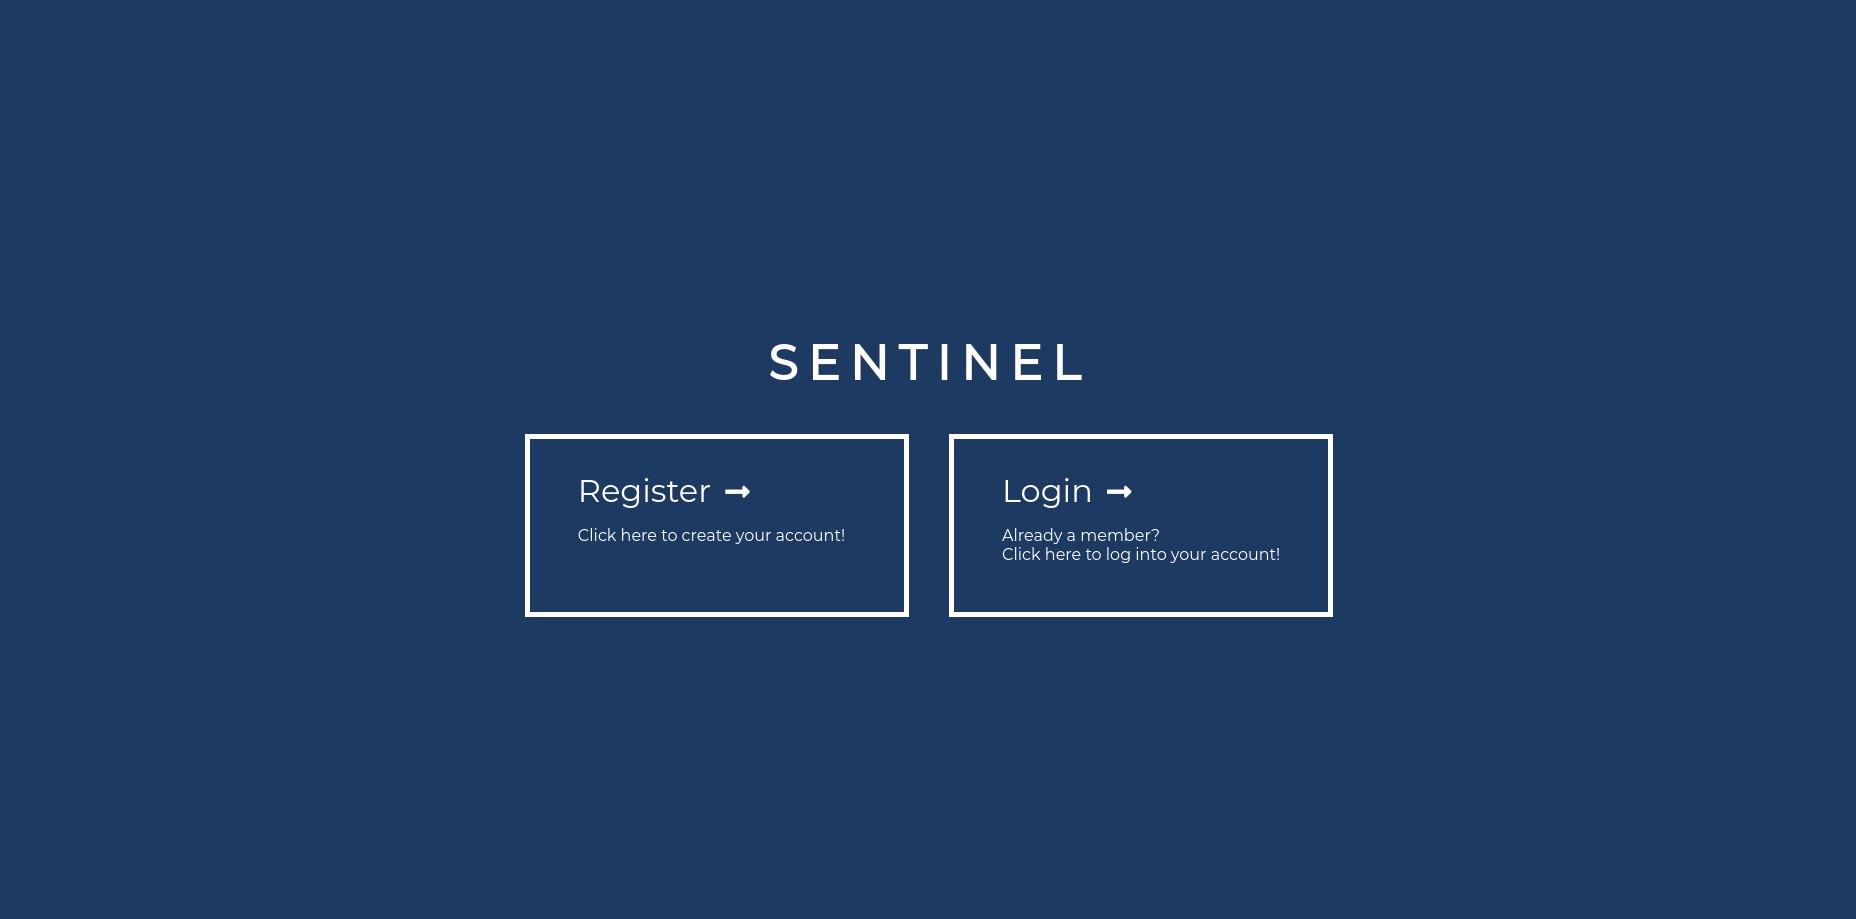 SENTINEL
Register
Click here to create your account!
Login
Already a member?
Click here to log into your account!